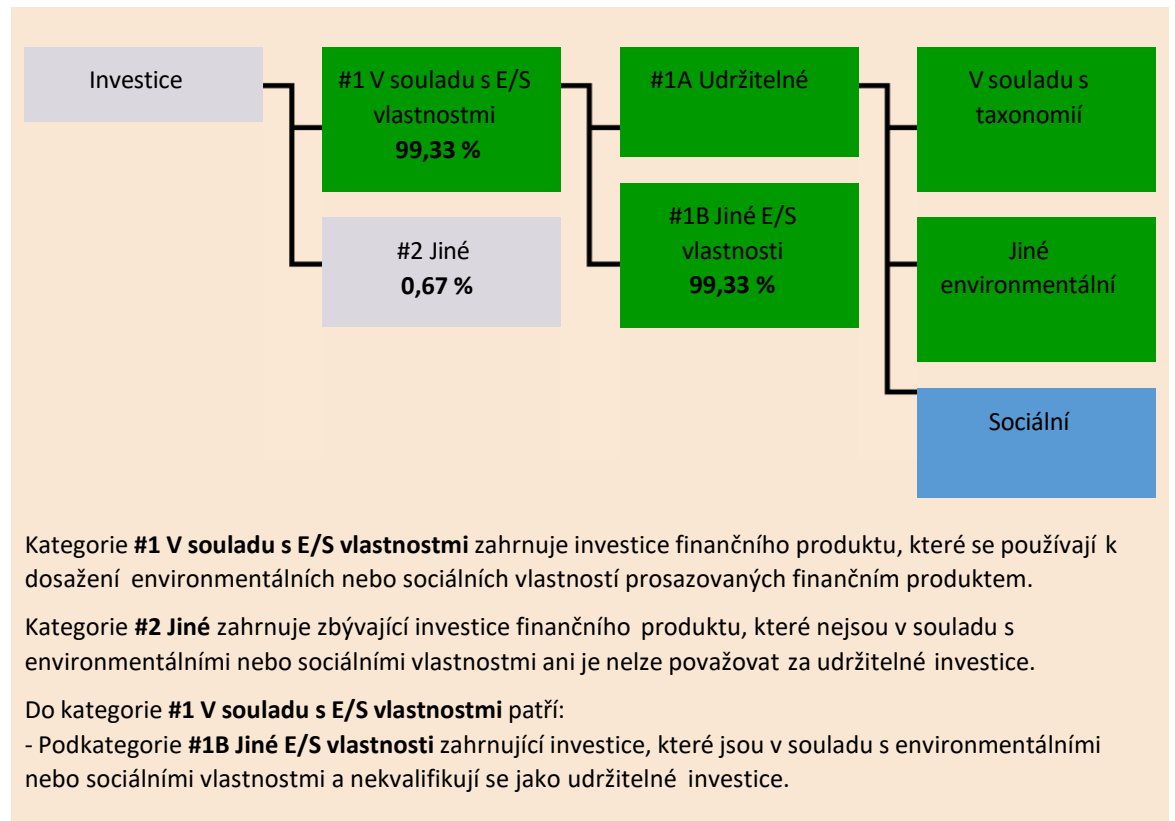 Investice
#1 V souladu s E/S
vlastnostmi
99,33 %
#2 Jiné
0,67 %
#1A Udržitelné
#1B Jiné E/S
vlastnosti
99,33 %
V souladu s
taxonomií
Jiné
environmentální
Sociální
Kategorie #1 V souladu s E/S vlastnostmi zahrnuje investice finančního produktu, které se používají k
dosažení environmentálních nebo sociálních vlastností prosazovaných finančním produktem.
Kategorie #2 Jiné zahrnuje zbývající investice finančního produktu, které nejsou v souladu s
environmentálními nebo sociálními vlastnostmi ani je nelze považovat za udržitelné investice.
Do kategorie #1 V souladu s E/S vlastnostmi patří:
- Podkategorie #1B Jiné E/S vlastnosti zahrnující investice, které jsou v souladu s environmentálními
nebo sociálními vlastnostmi a nekvalifikují se jako udržitelné investice.